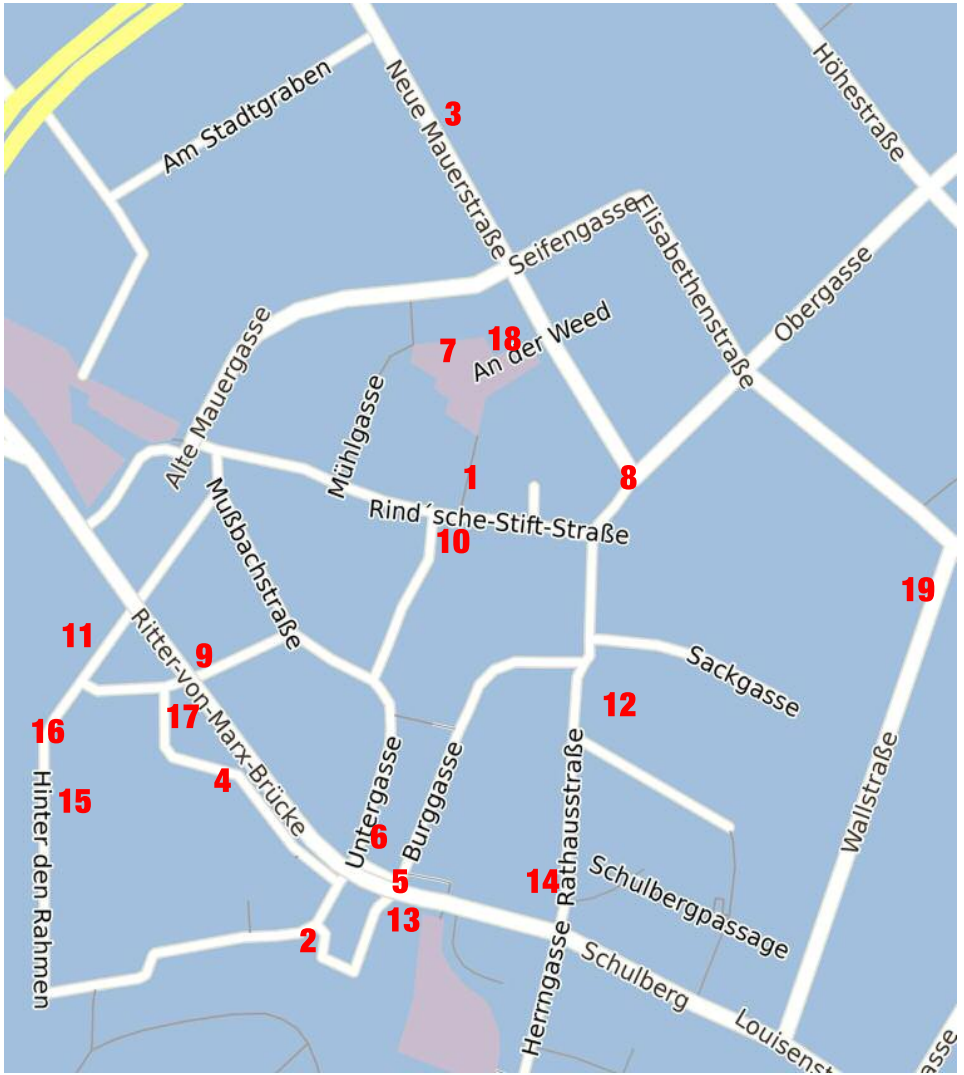 Höhestraße
Neue Mauerstraße
Am Stadtgraben
3
Seifengasse
Elisabethenstraße
Obergasse
Alte Mauergasse
7
18
An der Weed
Mühlgasse
1
8
Rind´sche-Stift-Straße
10
Mußbachstraße
19
11
9
Ritter-von-Marx-Brücke
Sackgasse
12
17
16
15
Hinter den Rahmen
4
Untergasse
6
Burggasse
Rathausstraße
Wallstraße
5
14
Schulbergpassage
13
2
Herrngasse
Schulberg
Louisenst
asse